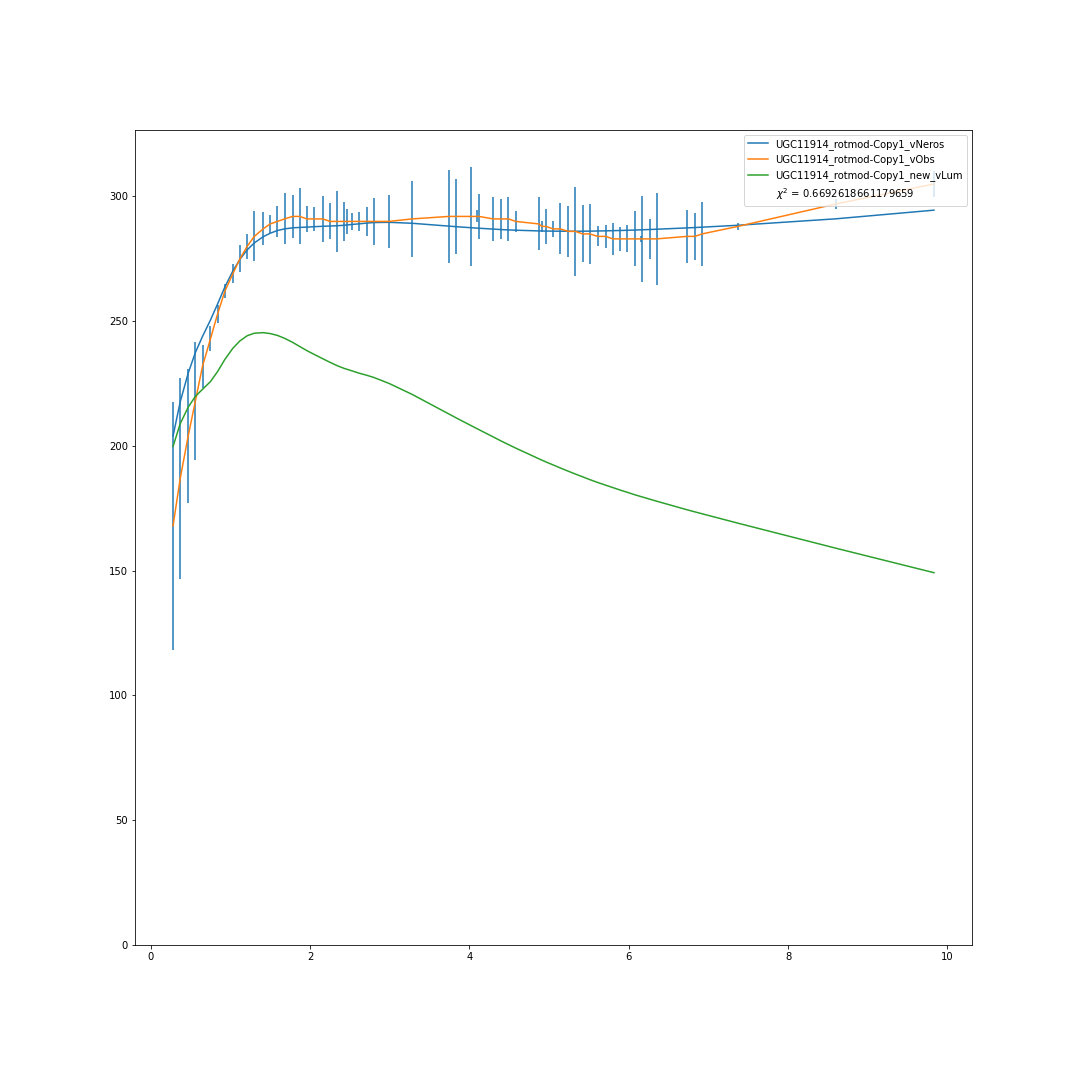 UGC11914_rotmod-Copy1_vNeros
UGC11914_rotmod-Copy1_vObs
UGC11914_rotmod-Copy1_new_vLum
χ² = 0.6692618661179659
300
250
200
150
100
50
0
0 2 4 6 8 10